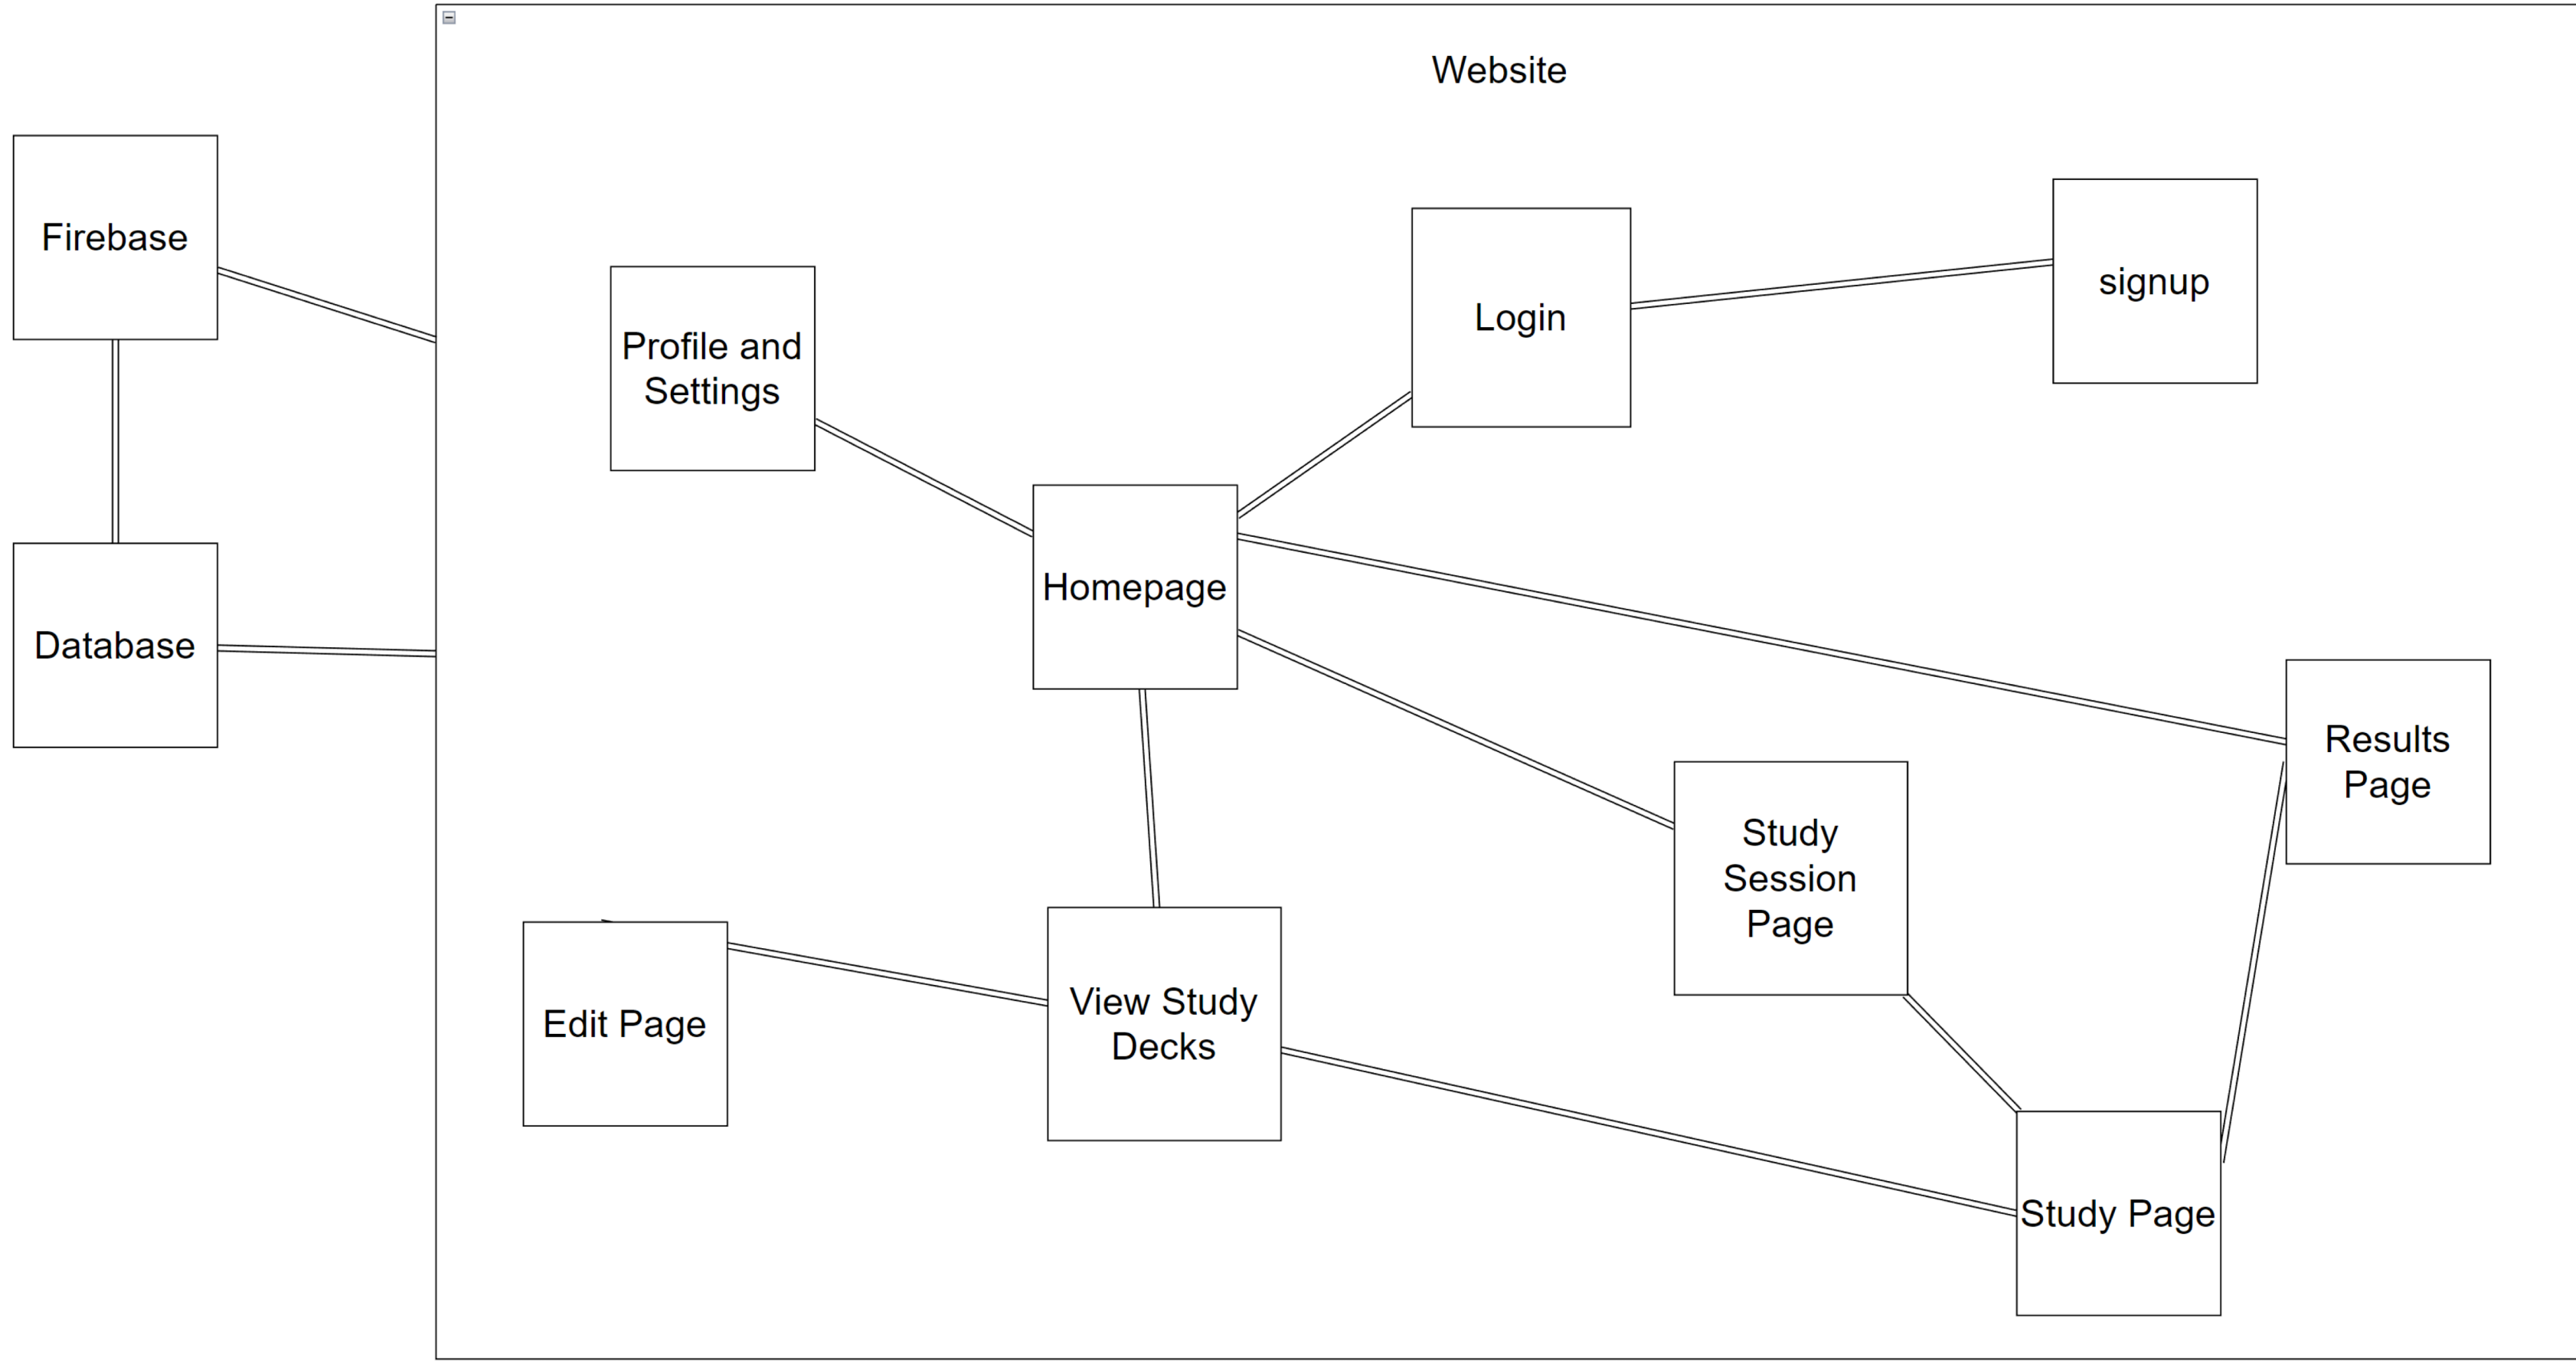 Website
Firebase
signup
Login
Profile and
Settings
Homepage
Database
Results
Page
Study
Session
Page
Edit Page
View Study
Decks
Study Page